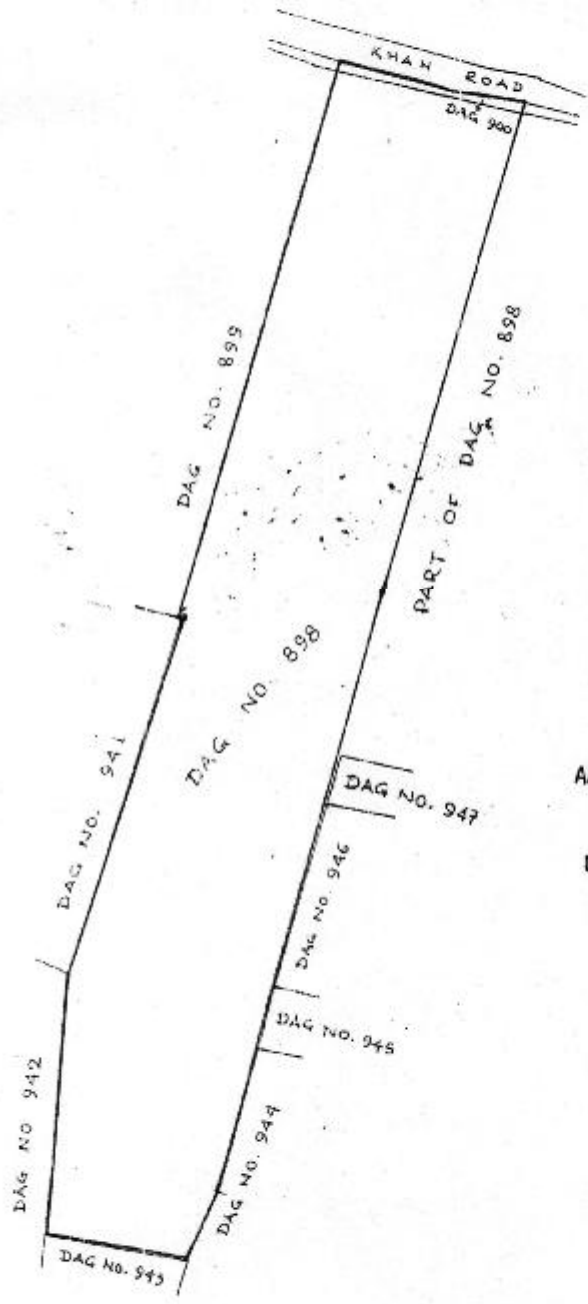 KHAN ROAD
DAG 900
DAG NO. 899
PART OF DAG NO. 898
DAG NO. 898
DAG NO. 941
DAG NO. 947
DAG NO. 946
DAG NO. 945
DAG NO 942
DAG NO. 944
DAG NO. 943